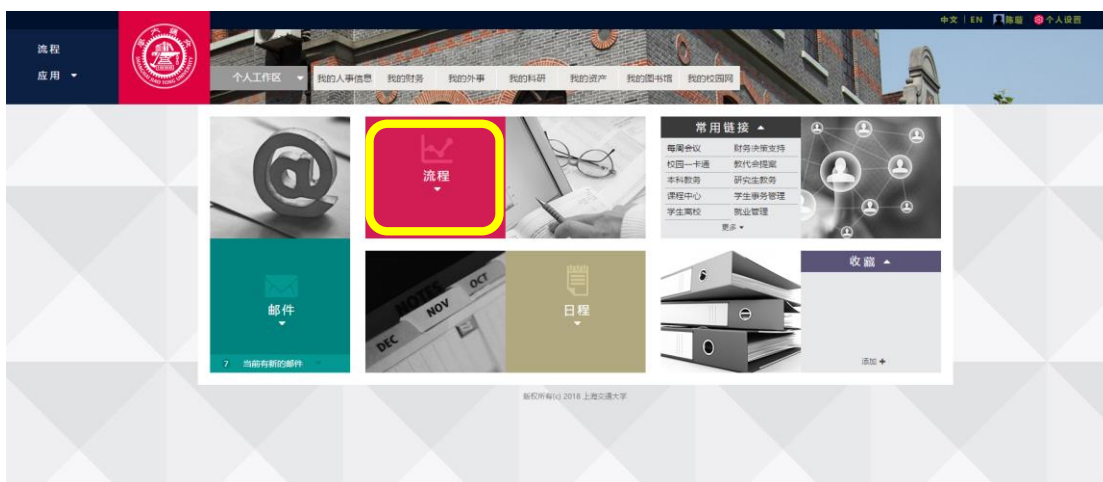 中文 | EN 陈 个人设置
流程
应用
个人工作区
我的人事信息 我的财务 我的外事 我的科研 我的资产 我的图书馆 我的校园网
流程
常用链接
每周会议 财务决策支持
校园一卡通 教代会提案
本科教务 研究生教务
课程中心 学生事务管理
学生离校 就业管理
更多
邮件
7 当前有新的邮件
NOTES
DEC NOV OCT
日程
收藏
添加
版权所有(c) 2018 上海交通大学